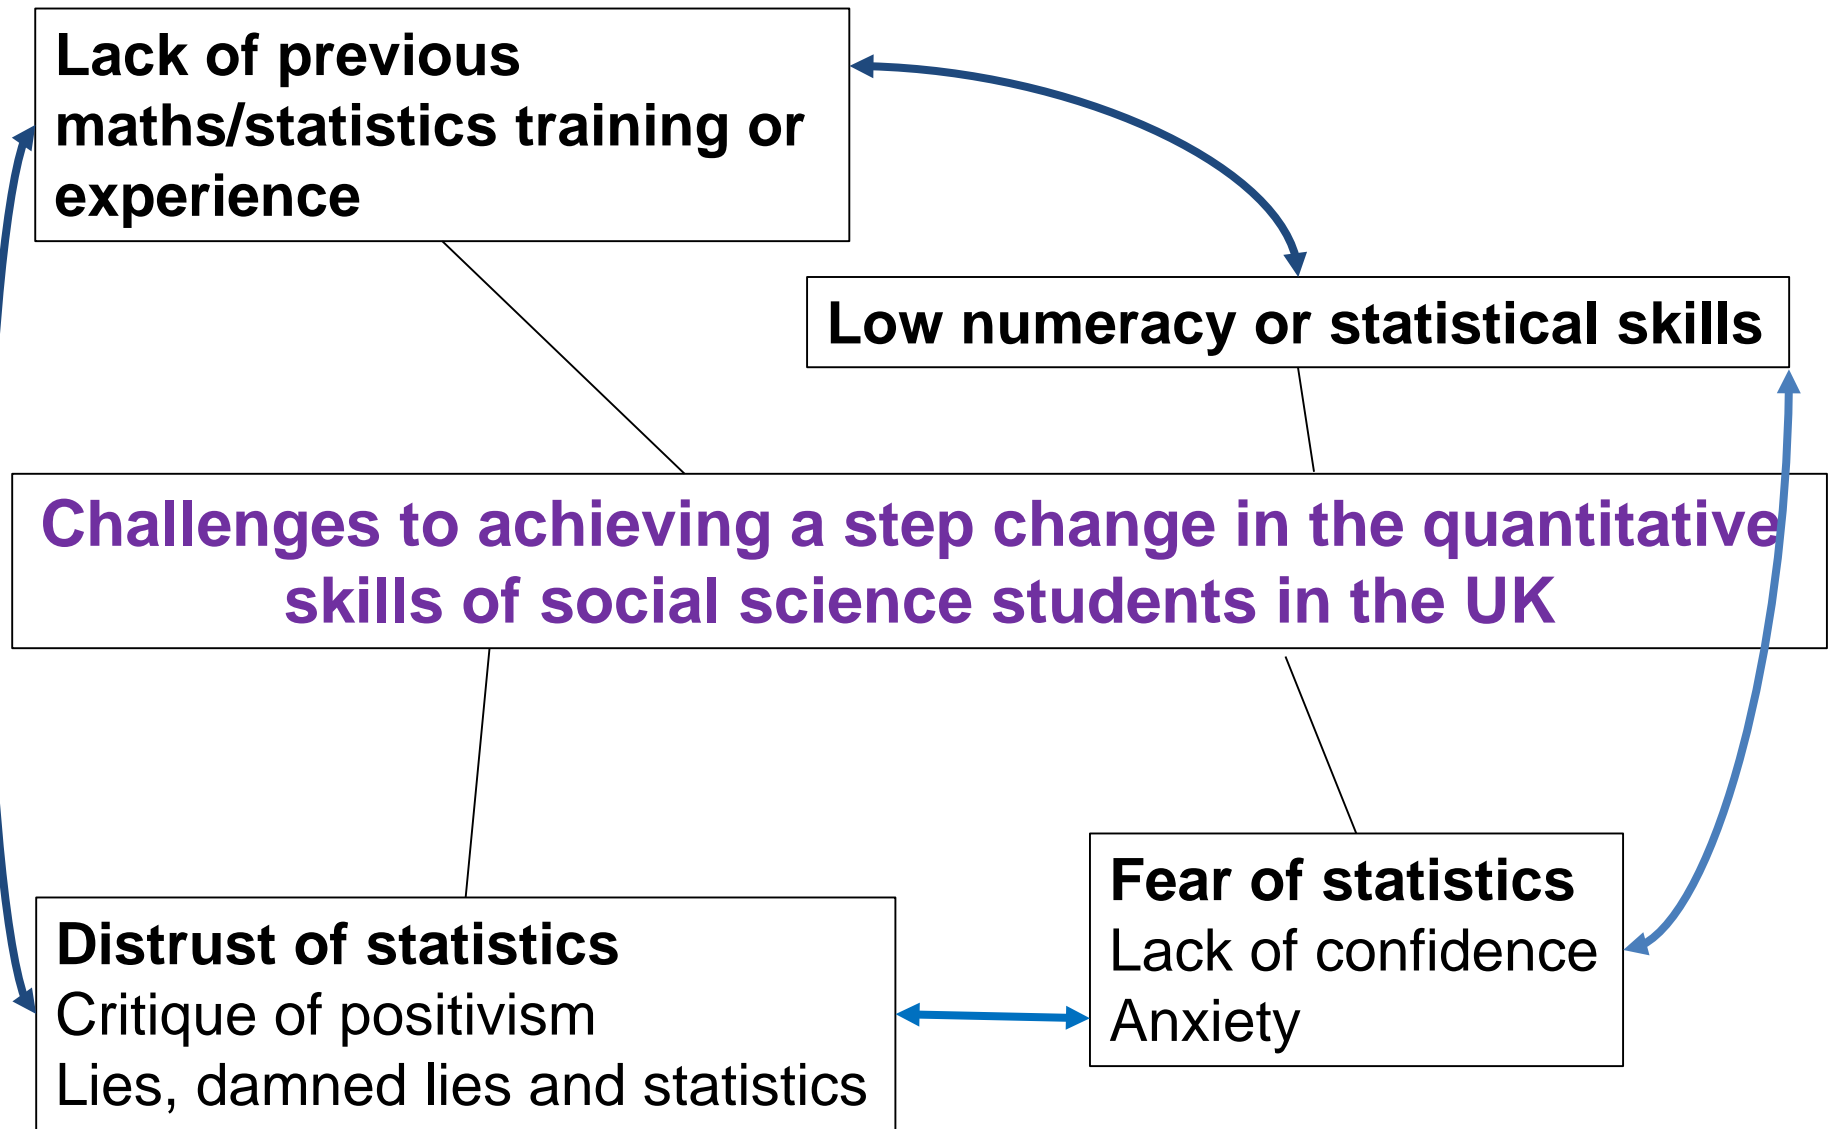 Lack of previous
maths/statistics training or
experience
Low numeracy or statistical skills
Challenges to achieving a step change in the quantitative
skills of social science students in the UK
Distrust of statistics
Critique of positivism
Lies, damned lies and statistics
Fear of statistics
Lack of confidence
Anxiety